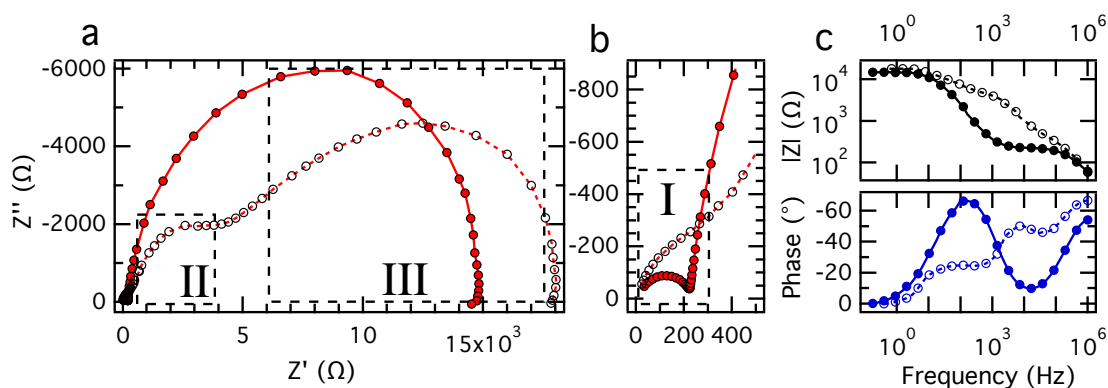 a
-6000
-4000
-2000
0
Z'' (Ω)
0
5
10
15x10³
Z' (Ω)
II
III
b
-800
-600
-400
-200
0
0
200
400
I
c
10⁰
10³
10⁶
10⁴
10³
10²
|Z| (Ω)
-60
-40
-20
0
Phase (°)
10⁰
10³
10⁶
Frequency (Hz)